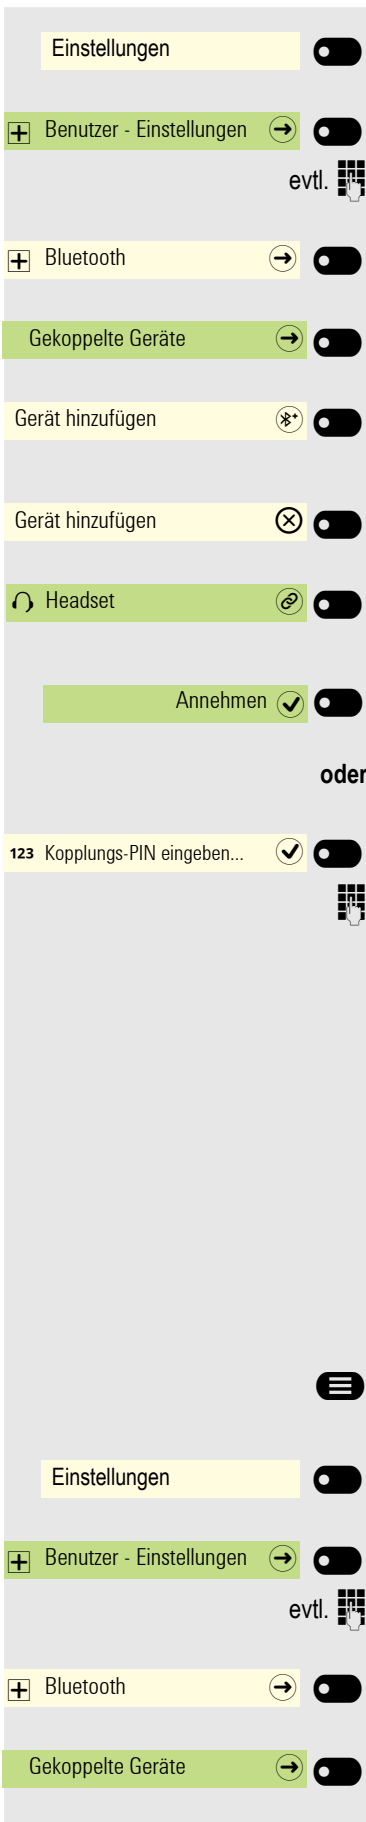 Einstellungen
Benutzer - Einstellungen
evtl.
Bluetooth
Gekoppelte Geräte
Gerät hinzufügen
Gerät hinzufügen
Headset
Annehmen
oder
123 Kopplungs-PIN eingeben...
Einstellungen
Benutzer - Einstellungen
evtl.
Bluetooth
Gekoppelte Geräte